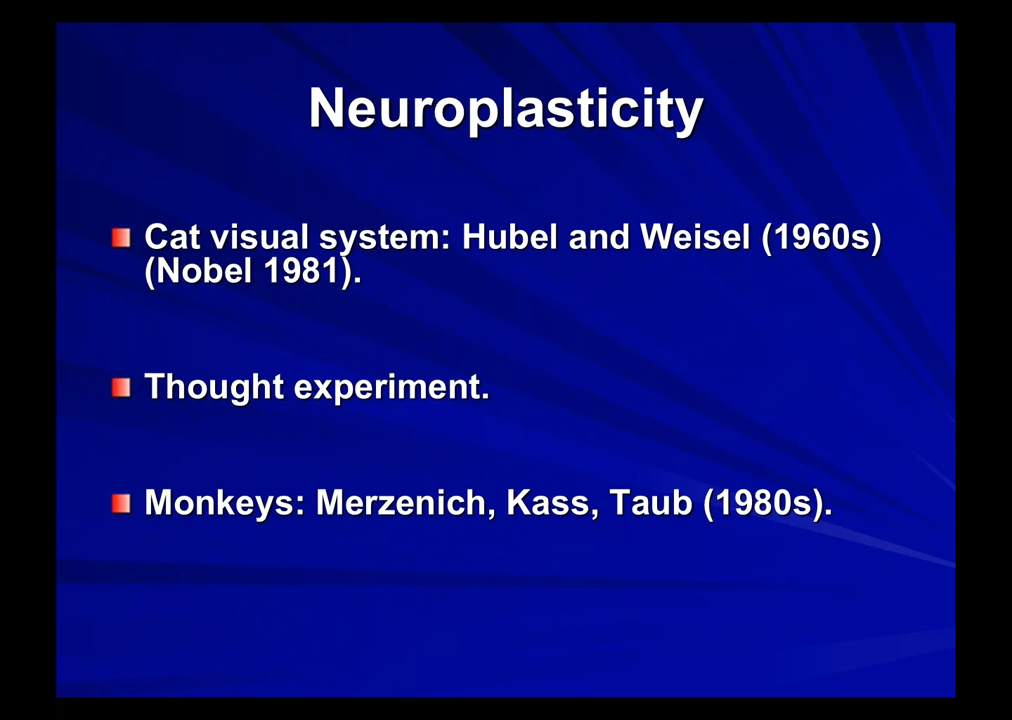 Neuroplasticity
Cat visual system: Hubel and Weisel (1960s)
(Nobel 1981).
Thought experiment.
Monkeys: Merzenich, Kass, Taub (1980s).